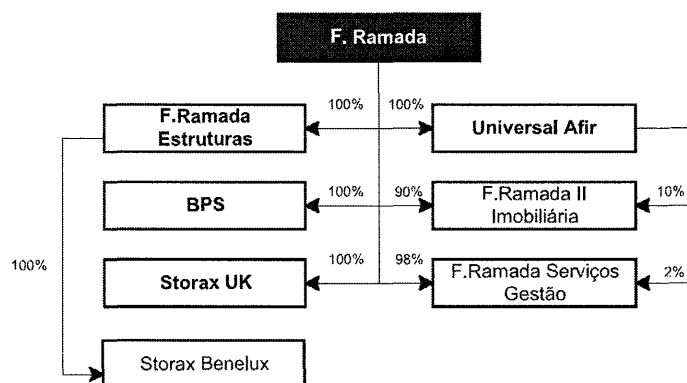 F. Ramada
100%
100%
F.Ramada
Estruturas
Universal Afir
100%
90%
BPS
F.Ramada II
Imobiliária
10%
100%
100%
98%
Storax UK
F.Ramada Serviços
Gestão
2%
Storax Benelux